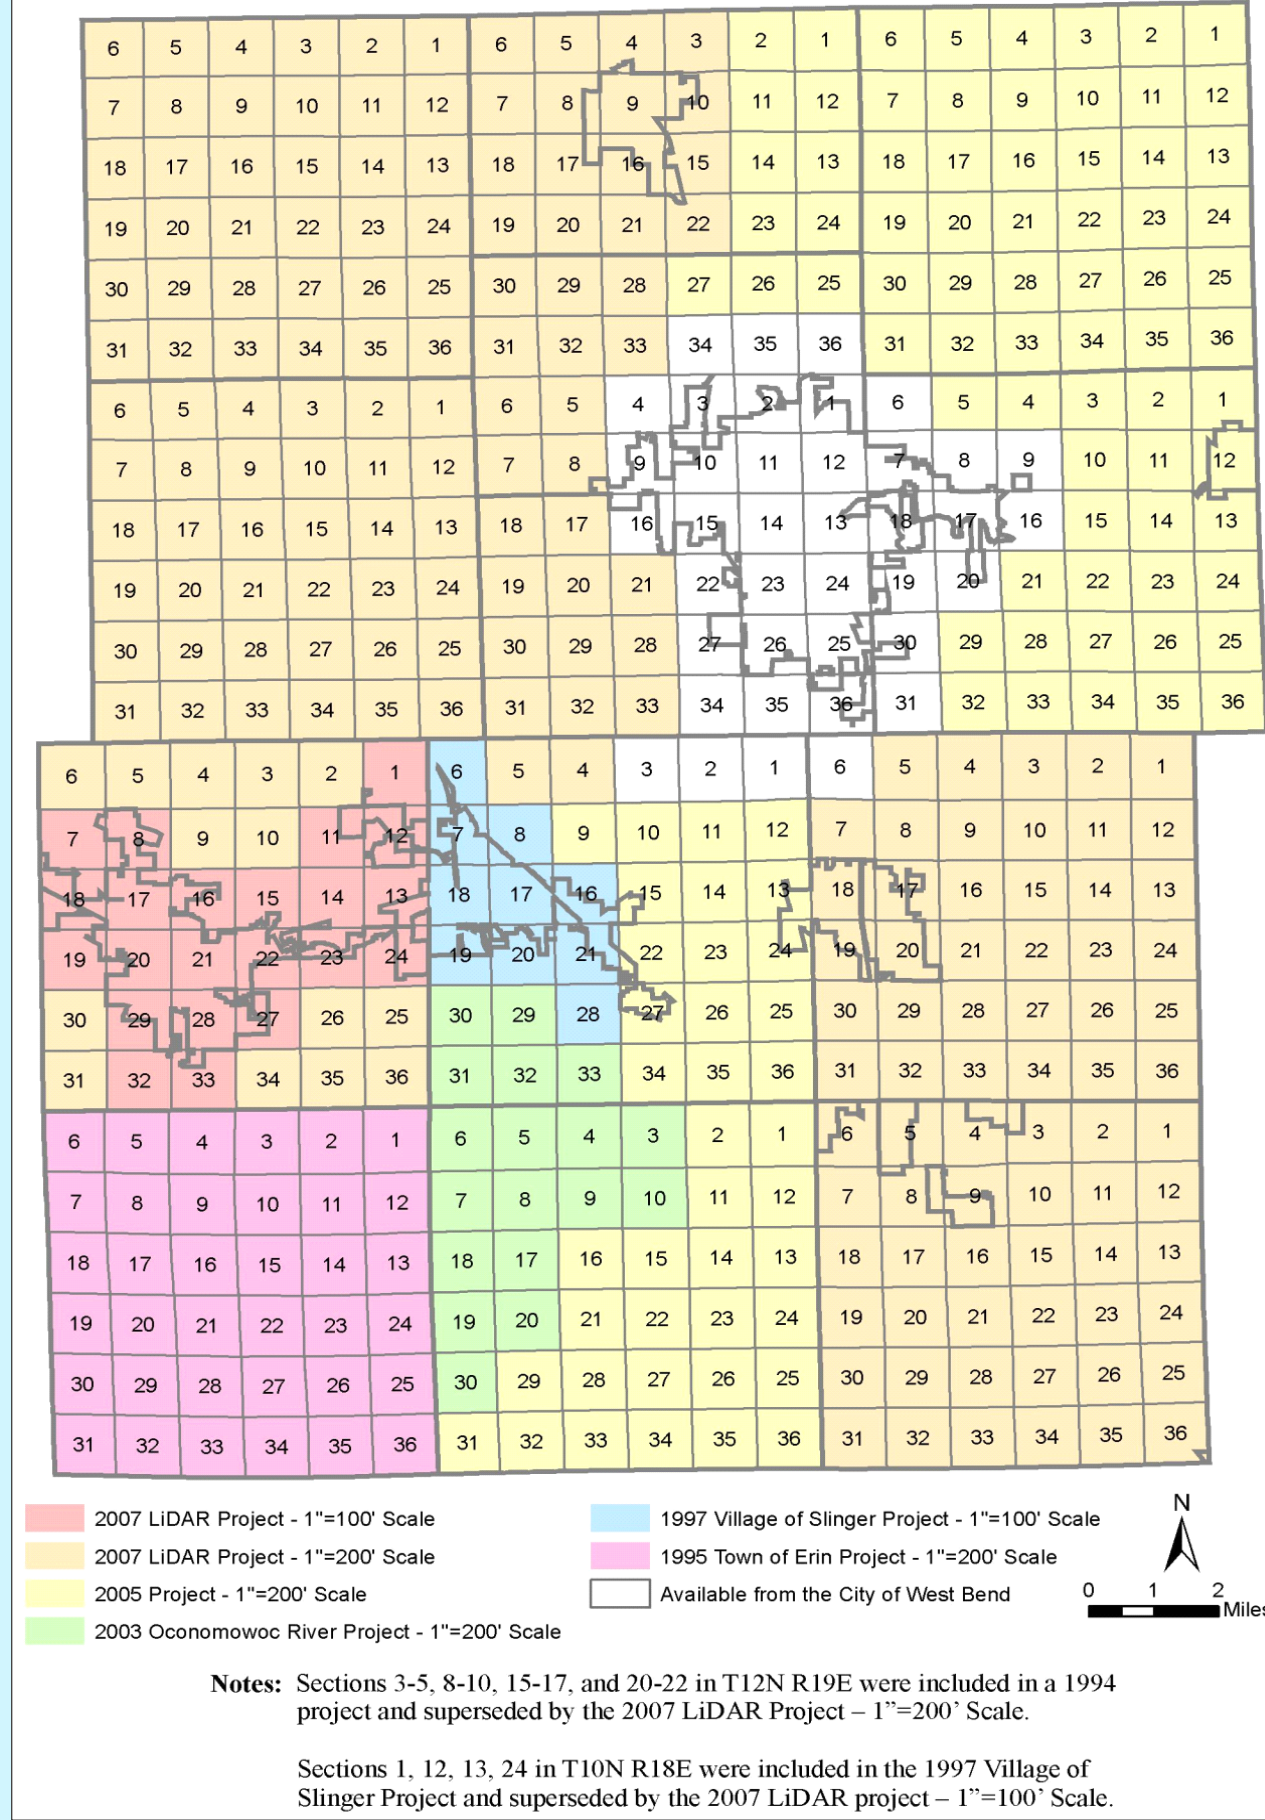 6 5 4 3 2 1 6 5 4 3 2 1 6 5 4 3 2 1
7 8 9 10 11 12 7 8 9 10 11 12 7 8 9 10 11 12
18 17 16 15 14 13 18 17 16 15 14 13 18 17 16 15 14 13
19 20 21 22 23 24 19 20 21 22 23 24 19 20 21 22 23 24
30 29 28 27 26 25 30 29 28 27 26 25 30 29 28 27 26 25
31 32 33 34 35 36 31 32 33 34 35 36 31 32 33 34 35 36
6 5 4 3 2 1 6 5 4 3 2 1 6 5 4 3 2 1
7 8 9 10 11 12 7 8 9 10 11 12 7 8 9 10 11 12
18 17 16 15 14 13 18 17 16 15 14 13 18 17 16 15 14 13
19 20 21 22 23 24 19 20 21 22 23 24 19 20 21 22 23 24
30 29 28 27 26 25 30 29 28 27 26 25 30 29 28 27 26 25
31 32 33 34 35 36 31 32 33 34 35 36 31 32 33 34 35 36
6 5 4 3 2 1 6 5 4 3 2 1 6 5 4 3 2 1
7 8 9 10 11 12 7 8 9 10 11 12 7 8 9 10 11 12
18 17 16 15 14 13 18 17 16 15 14 13 18 17 16 15 14 13
19 20 21 22 23 24 19 20 21 22 23 24 19 20 21 22 23 24
30 29 28 27 26 25 30 29 28 27 26 25 30 29 28 27 26 25
31 32 33 34 35 36 31 32 33 34 35 36 31 32 33 34 35 36
6 5 4 3 2 1 6 5 4 3 2 1 6 5 4 3 2 1
7 8 9 10 11 12 7 8 9 10 11 12 7 8 9 10 11 12
18 17 16 15 14 13 18 17 16 15 14 13 18 17 16 15 14 13
19 20 21 22 23 24 19 20 21 22 23 24 19 20 21 22 23 24
30 29 28 27 26 25 30 29 28 27 26 25 30 29 28 27 26 25
31 32 33 34 35 36 31 32 33 34 35 36 31 32 33 34 35 36
2007 LiDAR Project - 1"=100' Scale
2007 LiDAR Project - 1"=200' Scale
2005 Project - 1"=200' Scale
2003 Oconomowoc River Project - 1"=200' Scale
1997 Village of Slinger Project - 1"=100' Scale
1995 Town of Erin Project - 1"=200' Scale
Available from the City of West Bend
N
0 1 2
Miles
Notes: Sections 3-5, 8-10, 15-17, and 20-22 in T12N R19E were included in a 1994
project and superseded by the 2007 LiDAR Project – 1”=200’ Scale.
Sections 1, 12, 13, 24 in T10N R18E were included in the 1997 Village of
Slinger Project and superseded by the 2007 LiDAR project – 1”=100’ Scale.